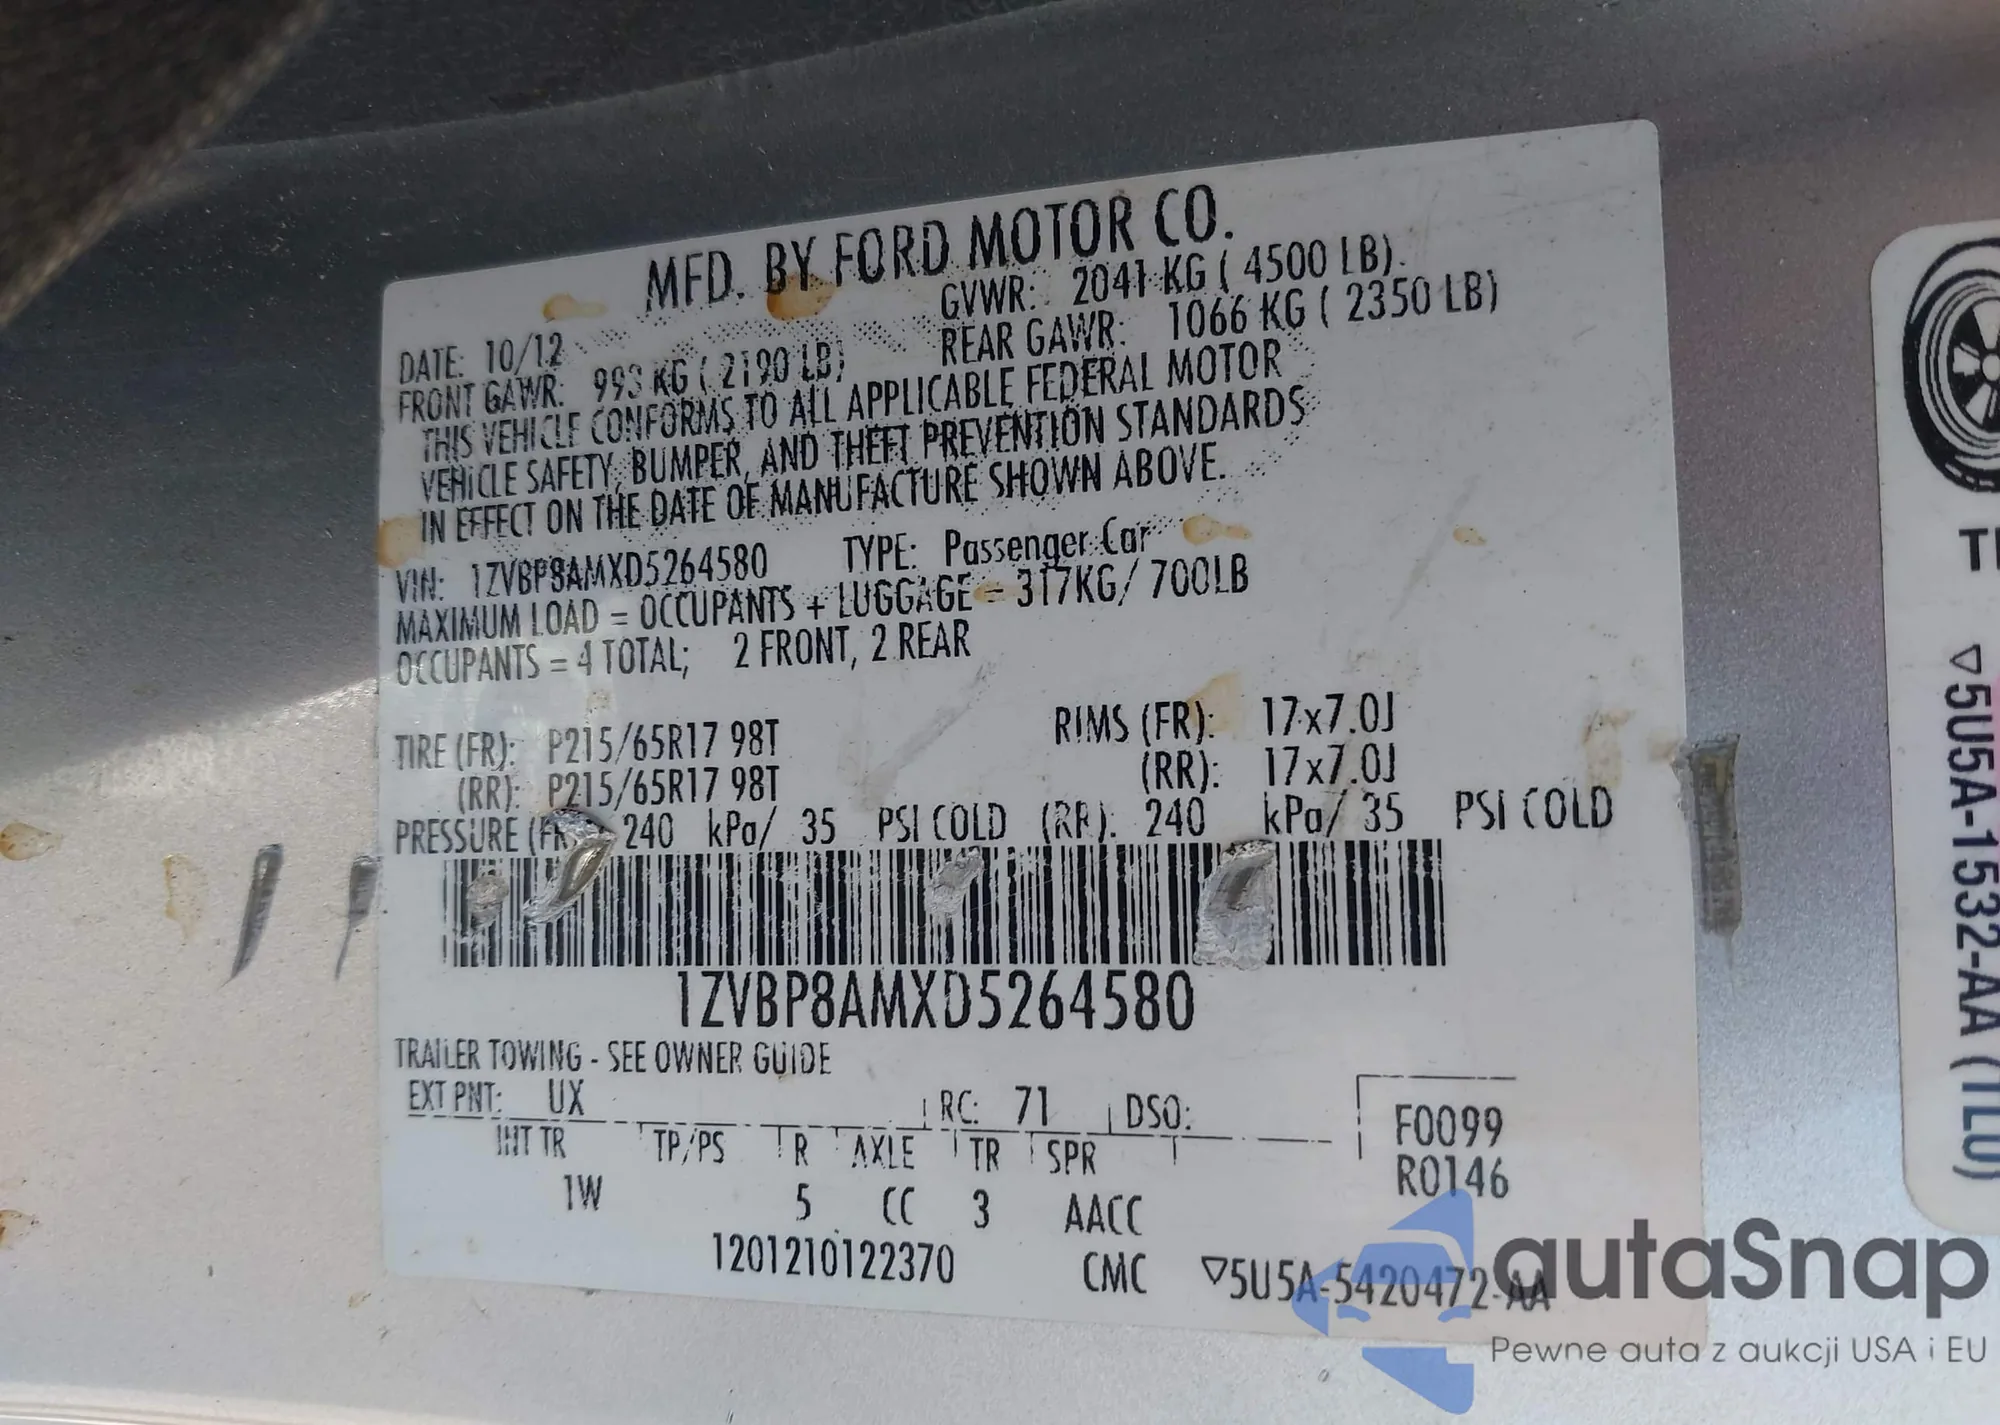 MFD. BY FORD MOTOR CO.
DATE: 10/12 GVWR: 2041 KG ( 4500 LB)
FRONT GAWR: 993 KG ( 2190 LB) REAR GAWR: 1066 KG ( 2350 LB)
THIS VEHICLE CONFORMS TO ALL APPLICABLE FEDERAL MOTOR
VEHICLE SAFETY, BUMPER, AND THEFT PREVENTION STANDARDS
IN EFFECT ON THE DATE OF MANUFACTURE SHOWN ABOVE.
VIN: 1ZVBP8AMXD5264580 TYPE: Passenger Car
MAXIMUM LOAD = OCCUPANTS + LUGGAGE = 317KG/ 700LB
OCCUPANTS = 4 TOTAL; 2 FRONT, 2 REAR
TIRE (FR): P215/65R17 98T RIMS (FR): 17x7.0J
(RR): P215/65R17 98T (RR): 17x7.0J
PRESSURE (FR 240 kPa/ 35 PSI COLD (RR): 240 kPa/ 35 PSI COLD
1ZVBP8AMXD5264580
TRAILER TOWING - SEE OWNER GUIDE
EXT PNT: UX RC: 71 DSO:
INT TR TP/PS R AXLE TR SPR
F0099
R0146
1W 5 CC 3 AACC
1201210122370 CMC ▽5U5A-5420472-AA
▽5U5A-1532-AA (TLU)
autaSnap
Pewne auta z aukcji USA i EU